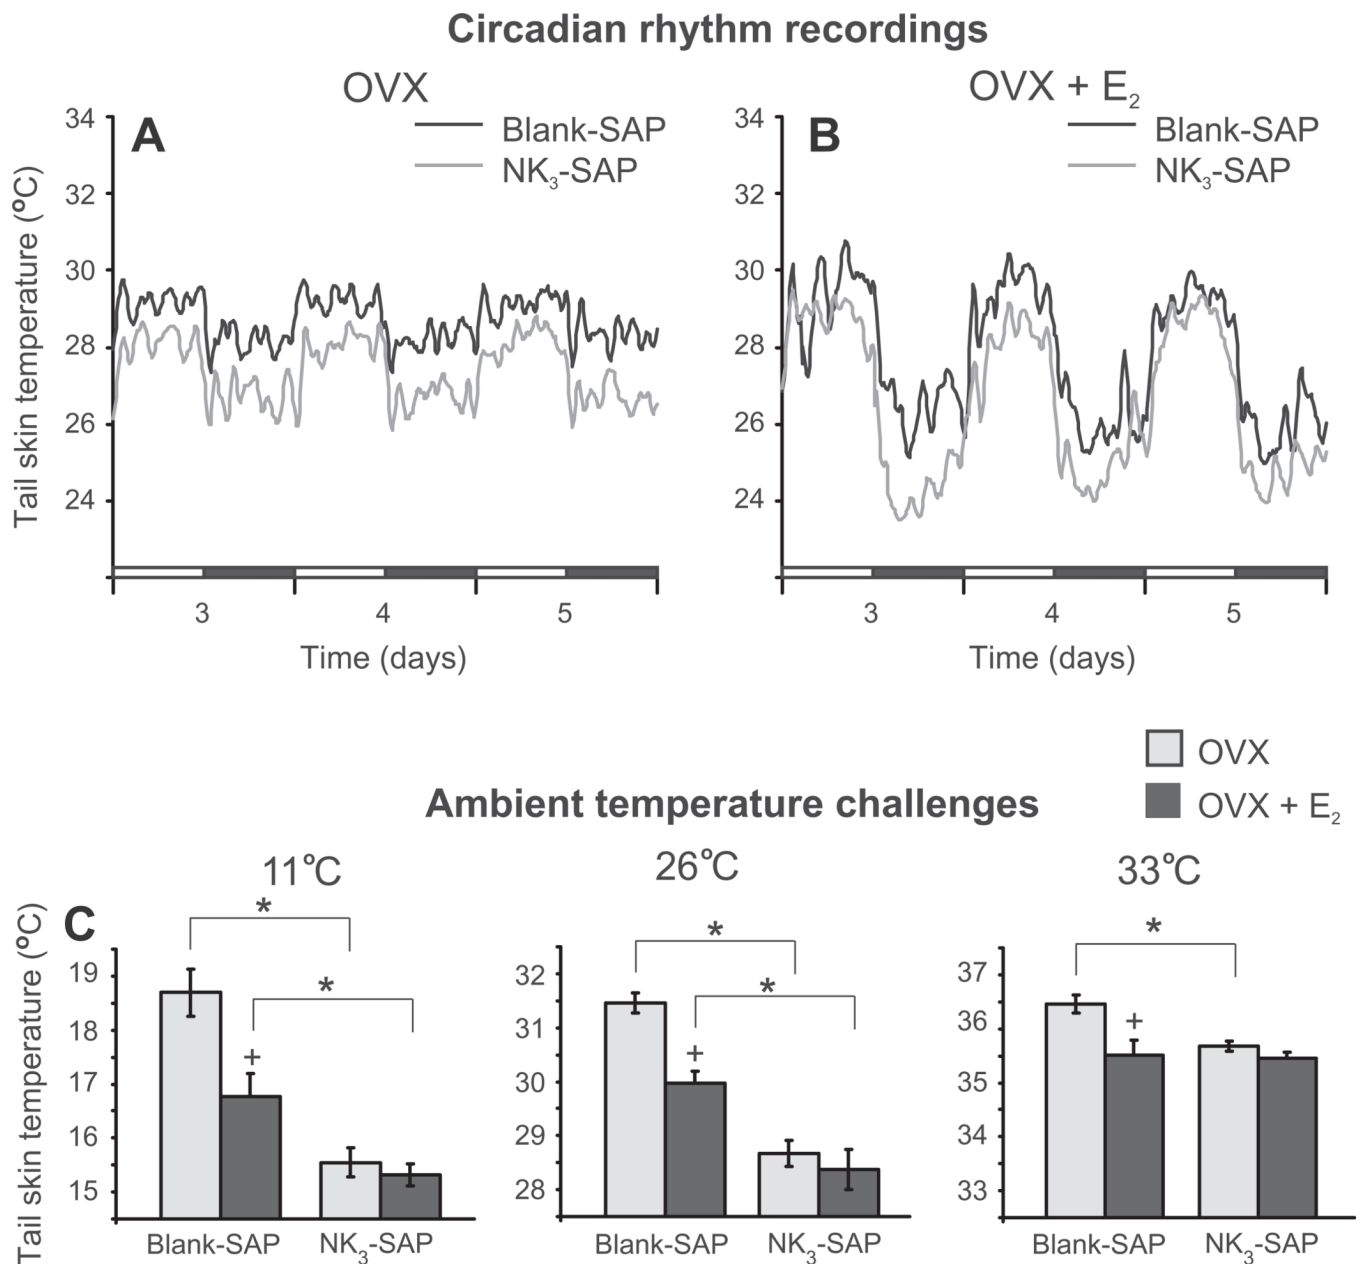 Circadian rhythm recordings
OVX
OVX + E₂
A
Blank-SAP
NK₃-SAP
B
Blank-SAP
NK₃-SAP
Tail skin temperature (ºC)
34
32
30
28
26
24
34
32
30
28
26
24
3 4 5
3 4 5
Time (days)
Time (days)
OVX
OVX + E₂
Ambient temperature challenges
11ºC
26ºC
33ºC
C
Tail skin temperature (ºC)
19
18
17
16
15
*
*
+
Blank-SAP NK₃-SAP
32
31
30
29
28
*
*
+
Blank-SAP NK₃-SAP
37
36
35
34
33
*
+
Blank-SAP NK₃-SAP